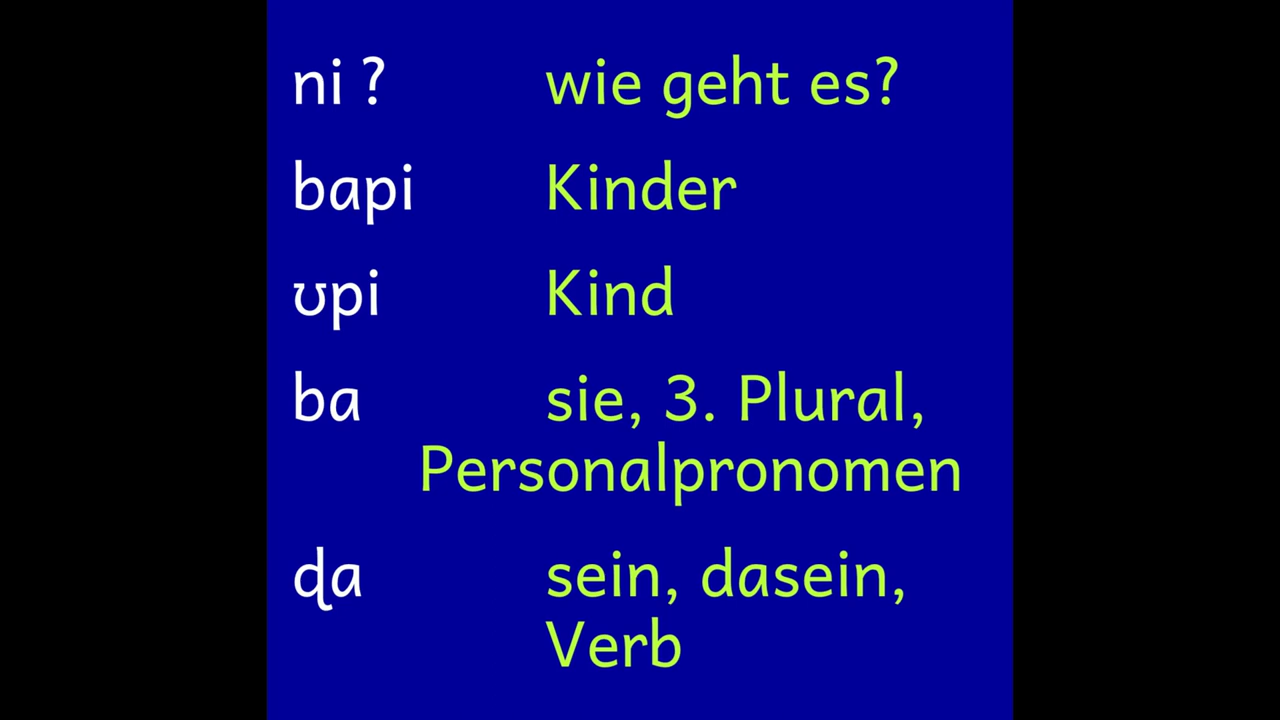 ni ? wie geht es?
bapi Kinder
ʊpi Kind
ba sie, 3. Plural,
Personalpronomen
ɖa sein, dasein,
Verb